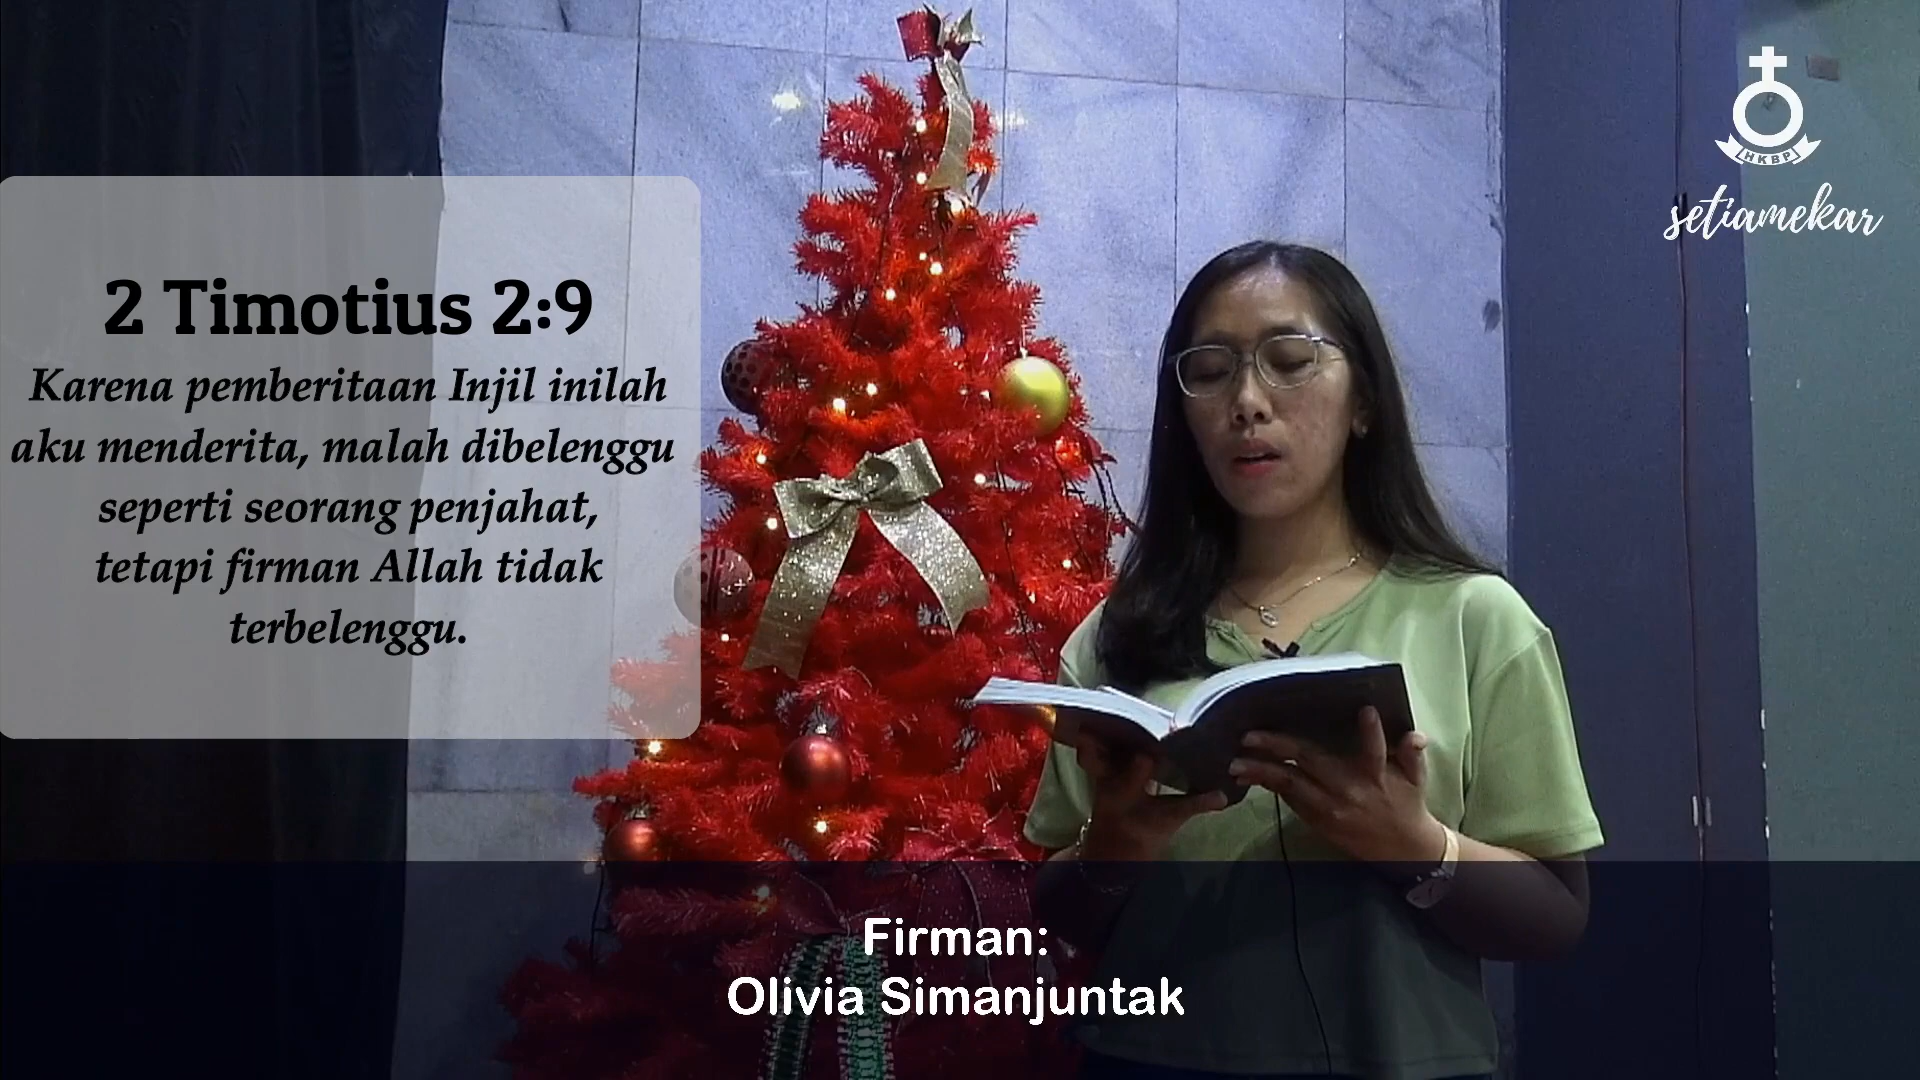 HKBP
setiamekar
2 Timotius 2:9
Karena pemberitaan Injil inilah
aku menderita, malah dibelenggu
seperti seorang penjahat,
tetapi firman Allah tidak
terbelenggu.
Firman:
Olivia Simanjuntak